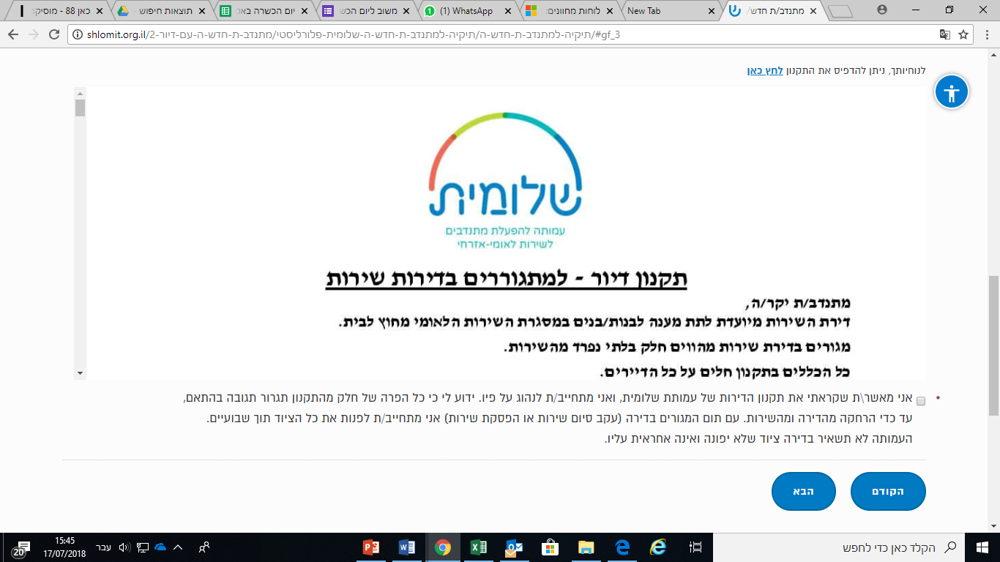 כאן 88 - מוסיקו
תוצאות חיפוש -
יום הכשרה באכ
משוב ליום הכש
(1) WhatsApp
לוחות מחוונים:
New Tab
מתנדב/ת חדש/
shlomit.org.il/תיקיה-למתנדב-ת-חדש-ה/תיקיה-למתנדב-ת-חדש-ה-שלומית-פלורליסטי/מתנדב-ת-חדש-ה-עם-דיור-2/#gf_3
לנוחיותך, ניתן להדפיס את התקנון לחץ כאן
שלומית
עמותה להפעלת מתנדבים
לשירות לאומי-אזרחי
תקנון דיור - למתגוררים בדירות שירות
מתנדב/ת יקר/ה,
דירת השירות מיועדת לתת מענה לבנות/בנים במסגרת השירות הלאומי מחוץ לבית.
מגורים בדירת שירות מהווים חלק בלתי נפרד מהשירות.
כל הכללים בתקנון חלים על כל הדיירים.
* אני מאשר\ת שקראתי את תקנון הדירות של עמותת שלומית, ואני מתחייב/ת לנהוג על פיו. ידוע לי כי כל הפרה של חלק מהתקנון תגרור תגובה בהתאם,
עד כדי הרחקה מהדירה ומהשירות. עם תום המגורים בדירה (עקב סיום שירות או הפסקת שירות) אני מתחייב/ת לפנות את כל הציוד תוך שבועיים.
העמותה לא תשאיר בדירה ציוד שלא יפונה ואינה אחראית עליו.
הקודם
הבא
הקלד כאן כדי לחפש
עבר
15:45
17/07/2018
20